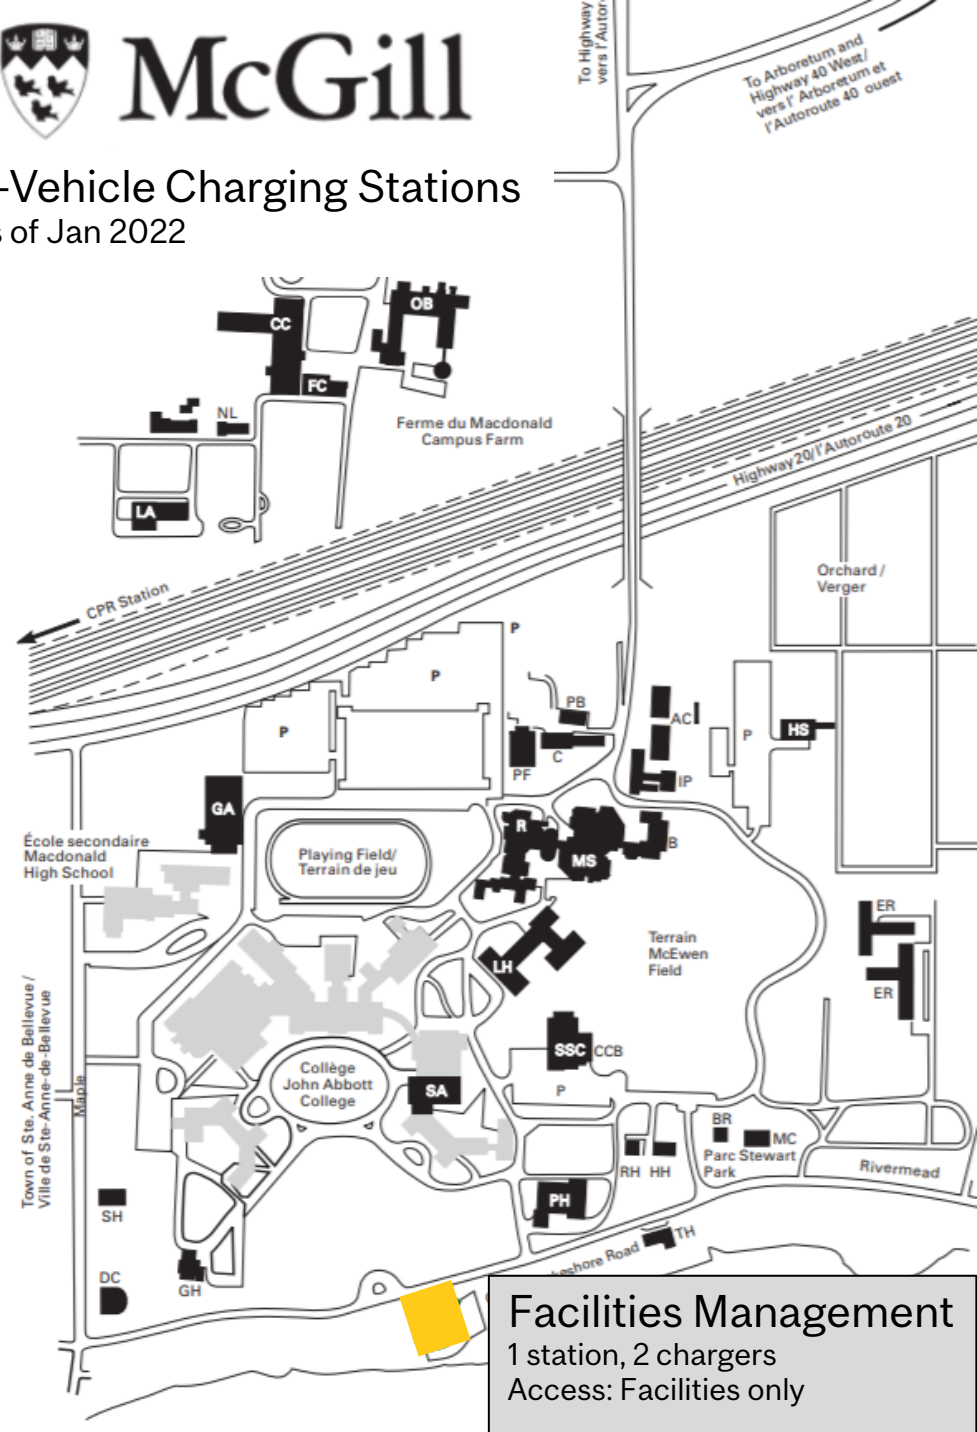 McGill
-Vehicle Charging Stations
s of Jan 2022
To Highway
vers l'Autor
To Arboretum and
Highway 40 West/
vers l' Arboretum et
l'Autoroute 40 ouest
OB
CC
FC
NL
Ferme du Macdonald
Campus Farm
Highway 20/ l'Autoroute 20
LA
Orchard /
Verger
CPR Station
P
P
P
PB
AC
P
HS
C
PF
IP
GA
R
B
MS
École secondaire
Macdonald
High School
Playing Field/
Terrain de jeu
ER
Terrain
McEwen
Field
LH
ER
Town of Ste. Anne de Bellevue /
Ville de Ste-Anne-de-Bellevue
Maple
SSC
CCB
Collège
John Abbott
College
SA
P
BR
MC
Parc Stewart
Park
RH
HH
Rivermead
PH
SH
TH
keshore Road
DC
GH
Facilities Management
1 station, 2 chargers
Access: Facilities only